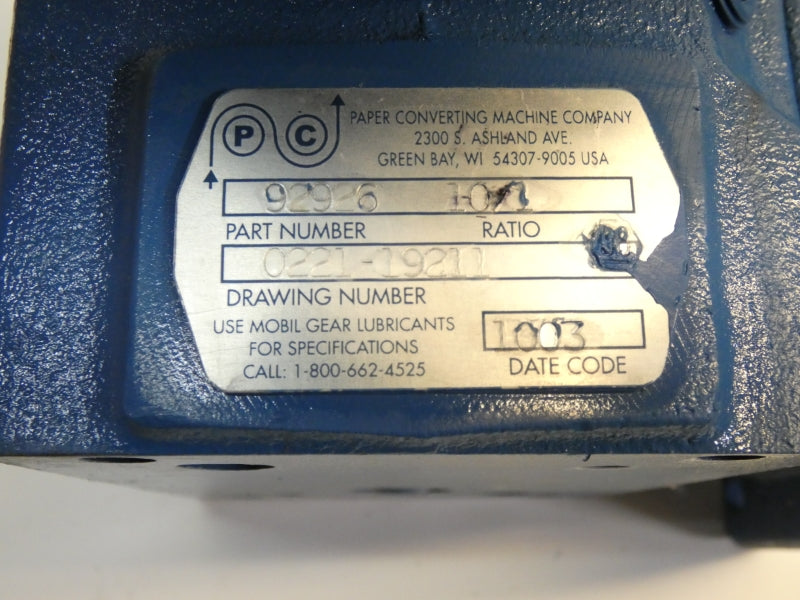 P C
PAPER CONVERTING MACHINE COMPANY
2300 S. ASHLAND AVE.
GREEN BAY, WI 54307-9005 USA
92926
PART NUMBER RATIO
0221-19211
DRAWING NUMBER
USE MOBIL GEAR LUBRICANTS
FOR SPECIFICATIONS
CALL: 1-800-662-4525
1003
DATE CODE